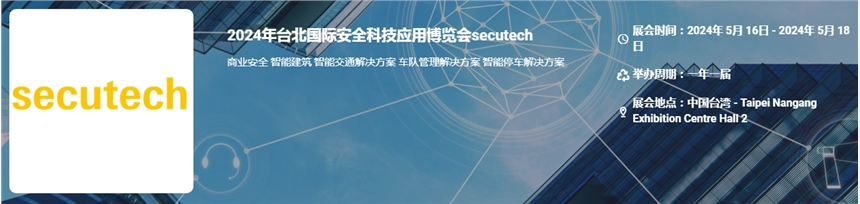 secutech
2024年台北国际安全科技应用博览会secutech
商业安全 智能建筑 智能交通解决方案 车队管理解决方案 智能停车解决方案
展会时间：2024年 5月 16日 - 2024年 5月 18
日
举办周期：一年一届
展会地点：中国台湾 - Taipei Nangang
Exhibition Centre Hall 2